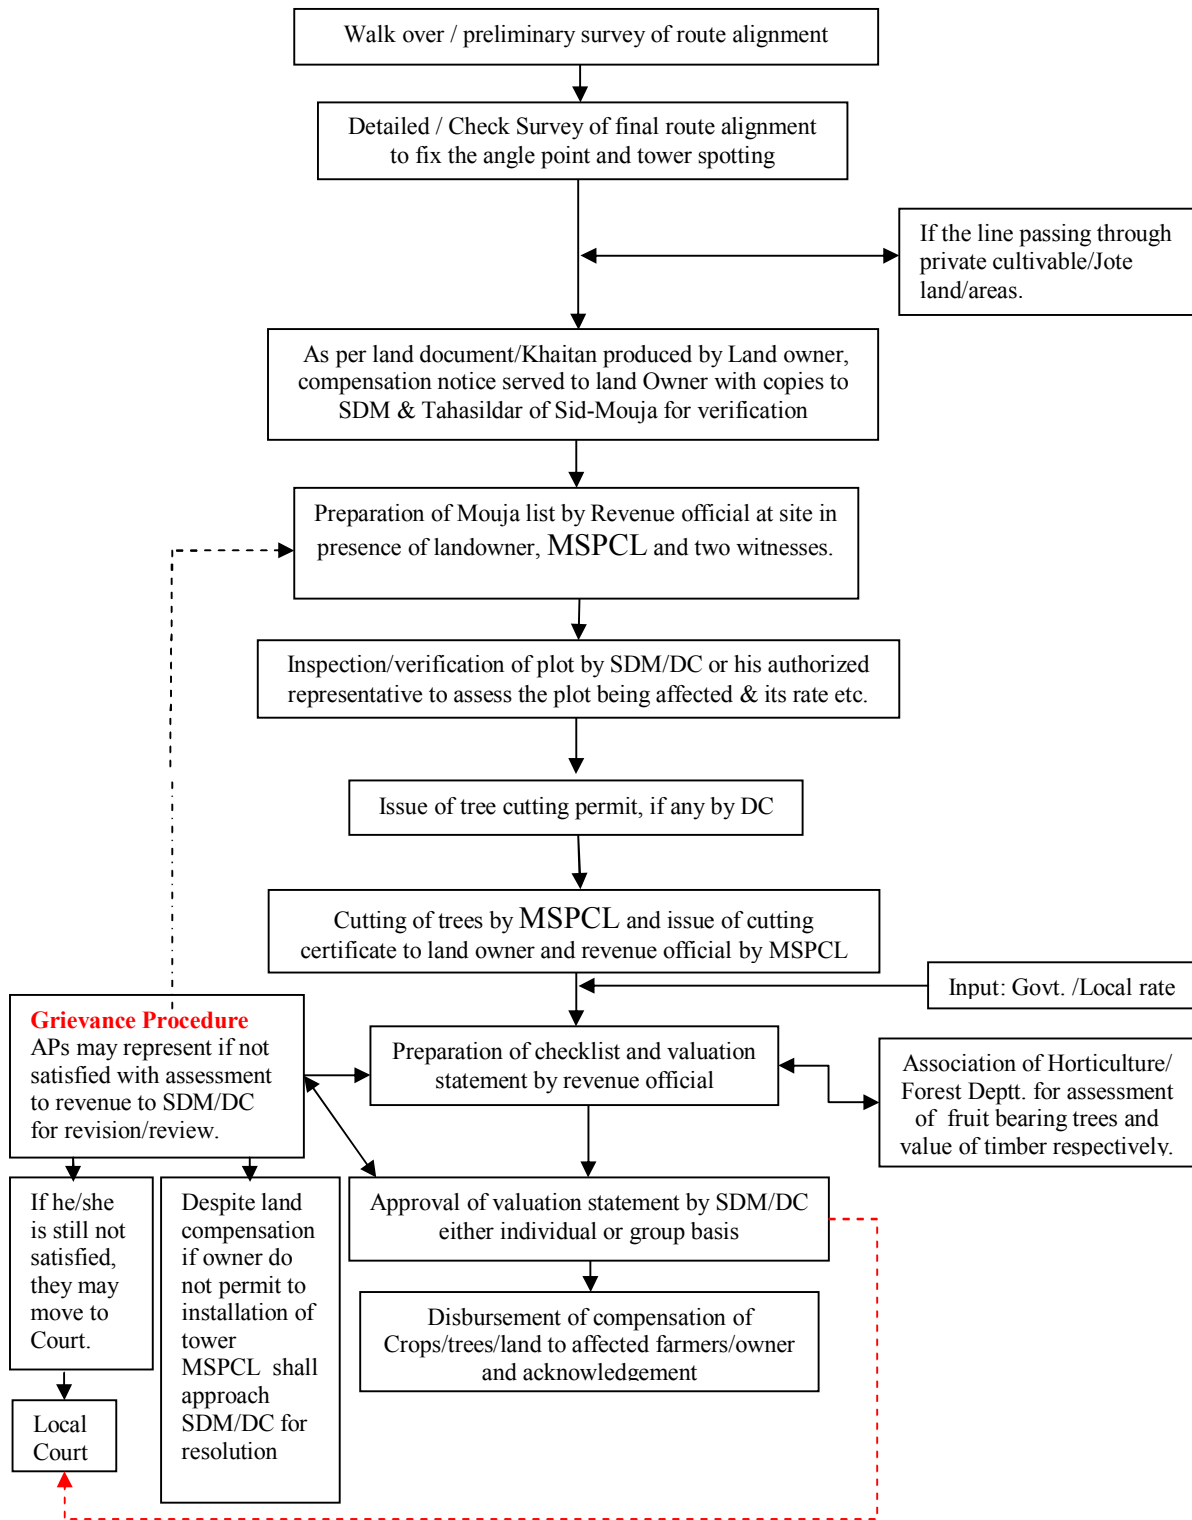 Walk over / preliminary survey of route alignment
Detailed / Check Survey of final route alignment
to fix the angle point and tower spotting
If the line passing through
private cultivable/Jote
land/areas.
As per land document/Khaitan produced by Land owner,
compensation notice served to land Owner with copies to
SDM & Tahasildar of Sid-Mouja for verification
Preparation of Mouja list by Revenue official at site in
presence of landowner, MSPCL and two witnesses.
Inspection/verification of plot by SDM/DC or his authorized
representative to assess the plot being affected & its rate etc.
Issue of tree cutting permit, if any by DC
Cutting of trees by MSPCL and issue of cutting
certificate to land owner and revenue official by MSPCL
Input: Govt. /Local rate
Grievance Procedure
APs may represent if not
satisfied with assessment
to revenue to SDM/DC
for revision/review.
Preparation of checklist and valuation
statement by revenue official
Association of Horticulture/
Forest Deptt. for assessment
of fruit bearing trees and
value of timber respectively.
If he/she
is still not
satisfied,
they may
move to
Court.
Despite land
compensation
if owner do
not permit to
installation of
tower
MSPCL shall
approach
SDM/DC for
resolution
Approval of valuation statement by SDM/DC
either individual or group basis
Disbursement of compensation of
Crops/trees/land to affected farmers/owner
and acknowledgement
Local
Court